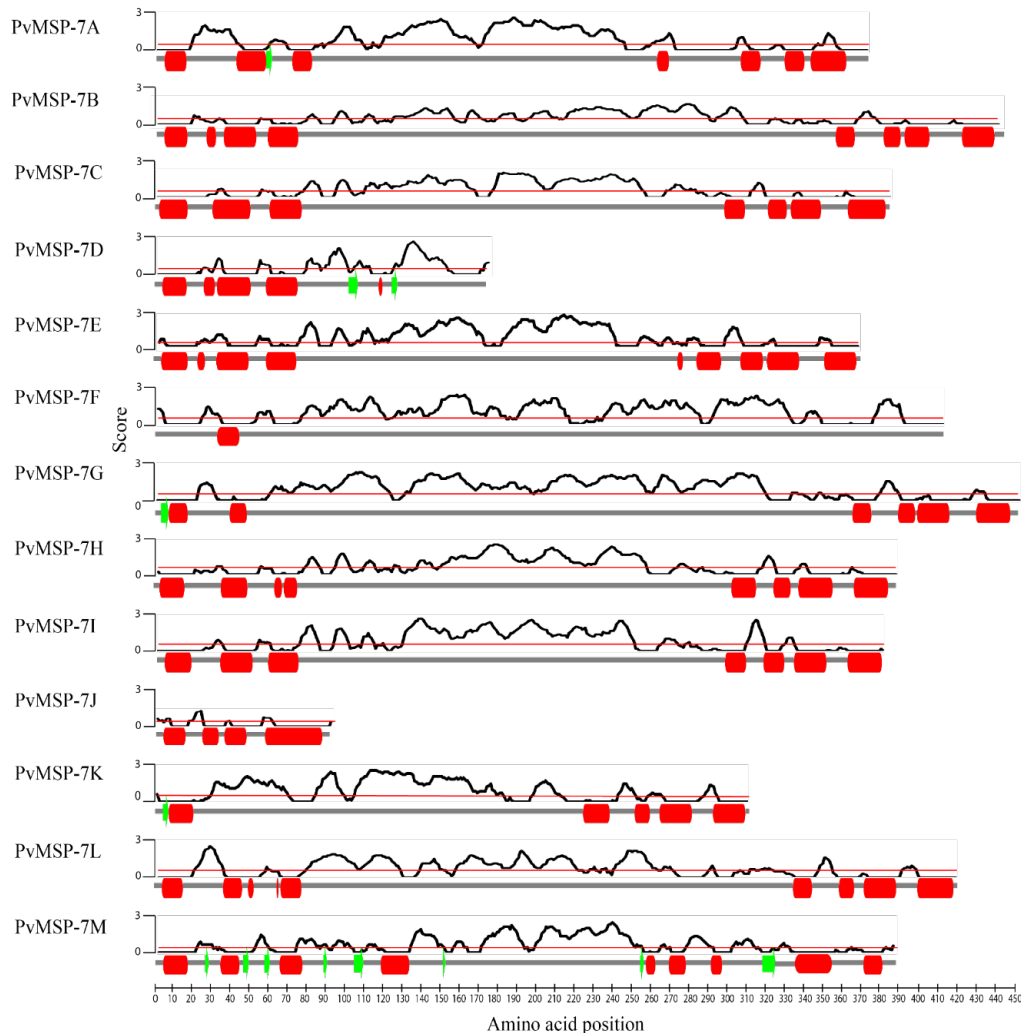 PvMSP-7A
3
0
PvMSP-7B
3
0
PvMSP-7C
3
0
PvMSP-7D
3
0
PvMSP-7E
3
0
PvMSP-7F
3
0
Score
PvMSP-7G
3
0
PvMSP-7H
3
0
PvMSP-7I
3
0
PvMSP-7J
3
0
PvMSP-7K
3
0
PvMSP-7L
3
0
PvMSP-7M
3
0
0 10 20 30 40 50 60 70 80 90 100 110 120 130 140 150 160 170 180 190 200 210 220 230 240 250 260 270 280 290 300 310 320 330 340 350 360 370 380 390 400 410 420 430 440 450
Amino acid position